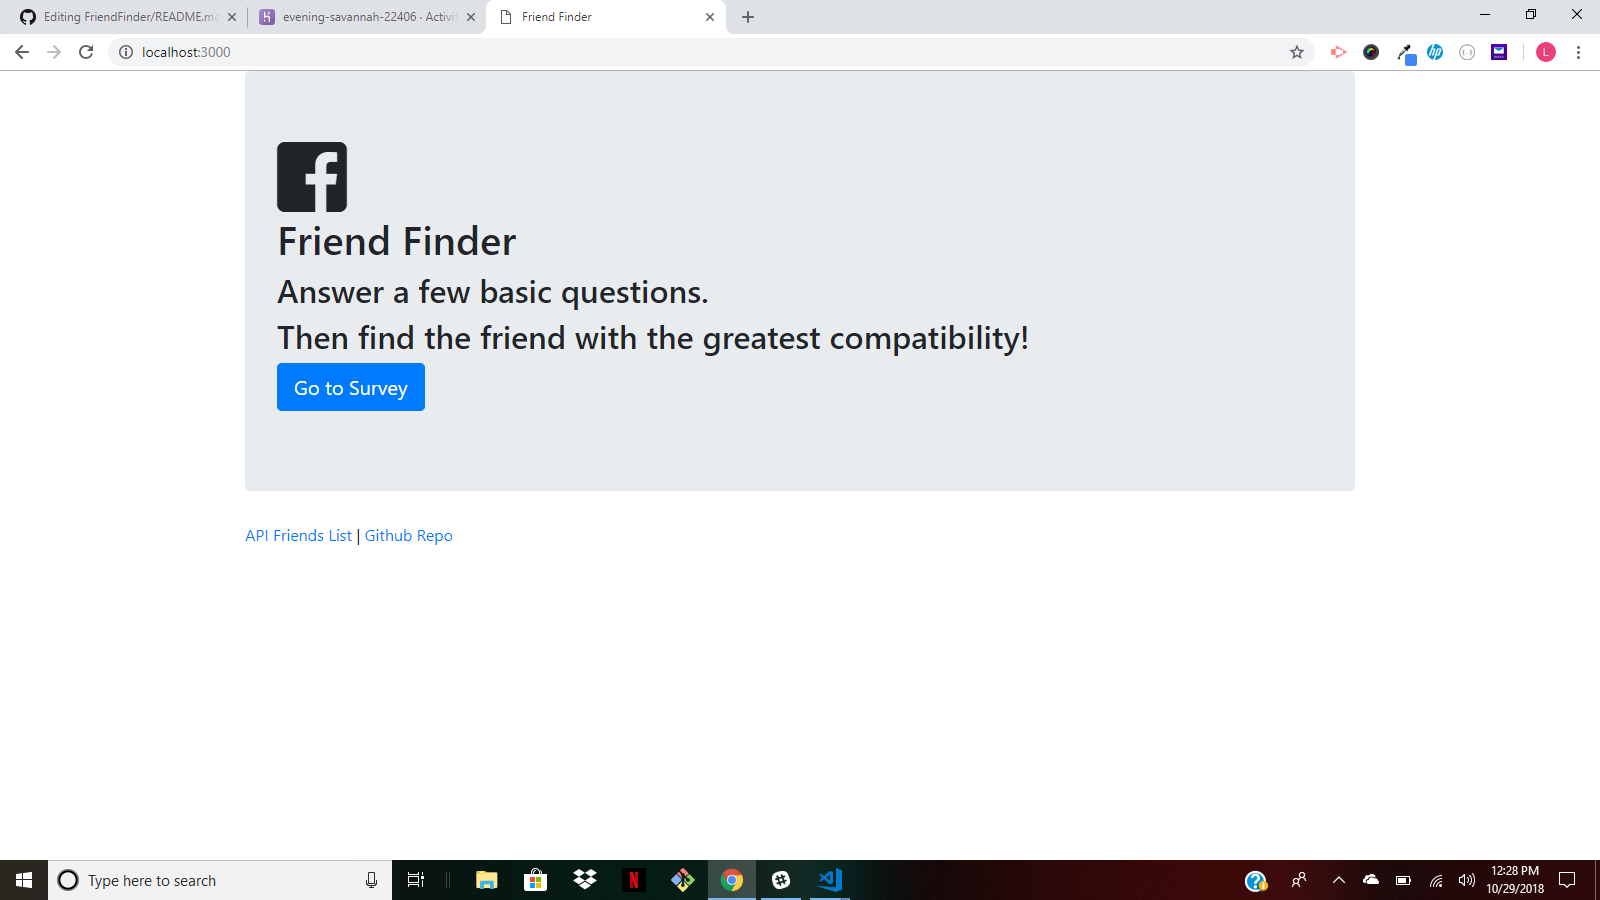 Editing FriendFinder/README.md
evening-savannah-22406 · Activit
Friend Finder
localhost:3000
L
Friend Finder
Answer a few basic questions.
Then find the friend with the greatest compatibility!
Go to Survey
API Friends List | Github Repo
Type here to search
12:28 PM
10/29/2018